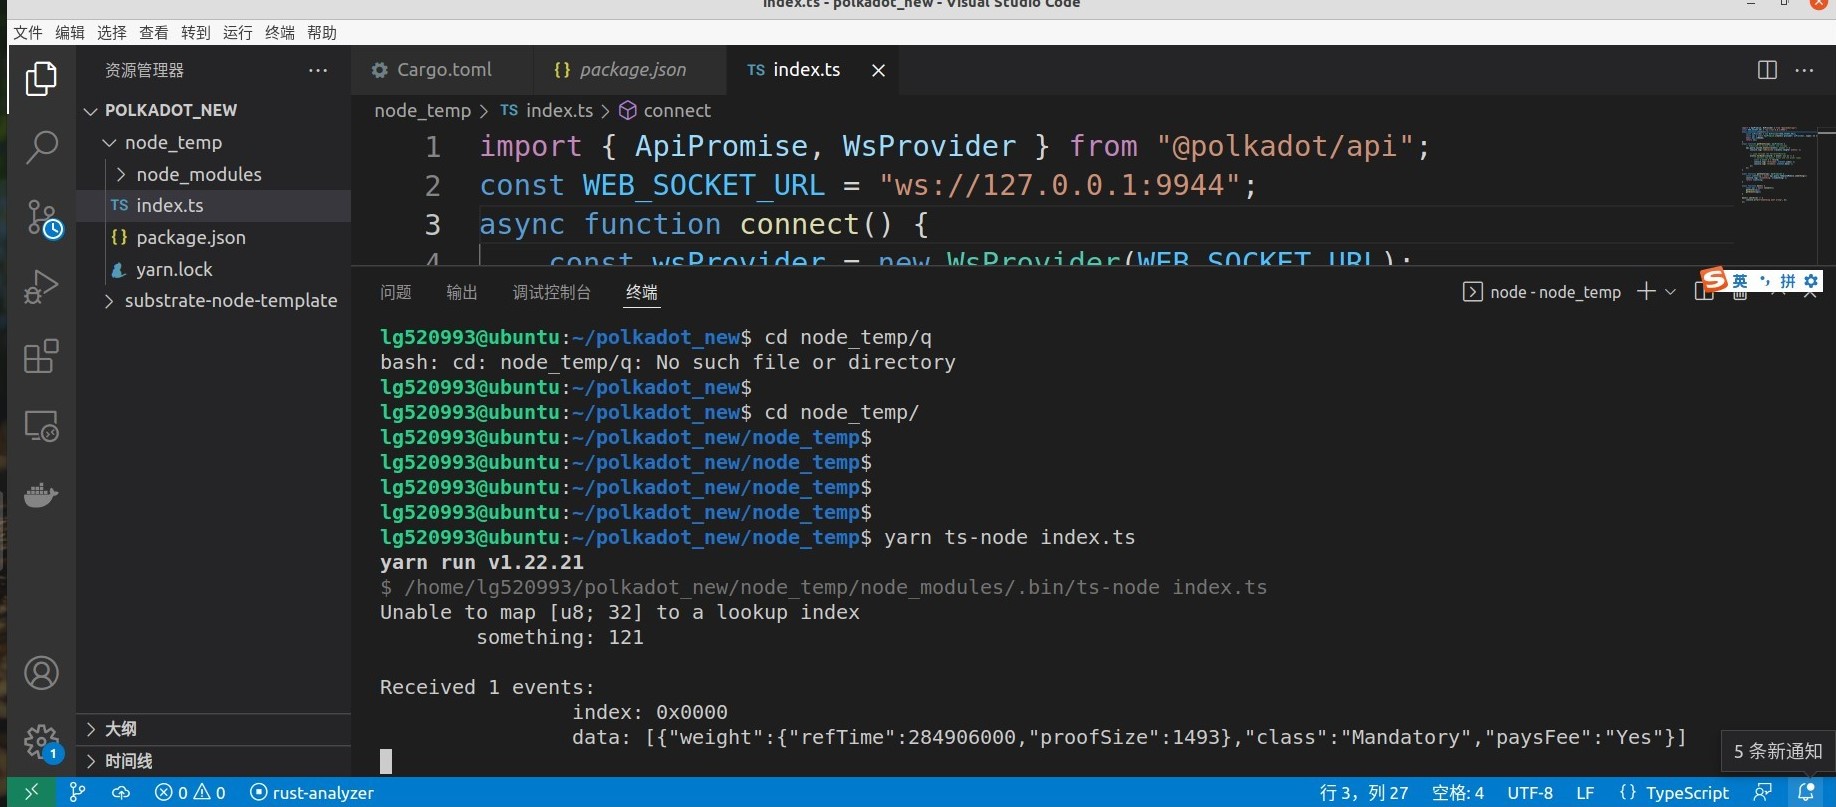 index.ts - polkadot_new - Visual Studio Code
文件 编辑 选择 查看 转到 运行 终端 帮助
资源管理器
Cargo.toml
{} package.json
TS index.ts
POLKADOT_NEW
node_temp
node_modules
TS index.ts
{} package.json
yarn.lock
substrate-node-template
node_temp > TS index.ts > connect
1 import { ApiPromise, WsProvider } from "@polkadot/api";
2 const WEB_SOCKET_URL = "ws://127.0.0.1:9944";
3 async function connect() {
4 const wsProvider = new WsProvider(WEB_SOCKET_URL);
问题 输出 调试控制台 终端
node - node_temp
英 拼
lg520993@ubuntu:~/polkadot_new$ cd node_temp/q
bash: cd: node_temp/q: No such file or directory
lg520993@ubuntu:~/polkadot_new$
lg520993@ubuntu:~/polkadot_new$ cd node_temp/
lg520993@ubuntu:~/polkadot_new/node_temp$
lg520993@ubuntu:~/polkadot_new/node_temp$
lg520993@ubuntu:~/polkadot_new/node_temp$
lg520993@ubuntu:~/polkadot_new/node_temp$
lg520993@ubuntu:~/polkadot_new/node_temp$ yarn ts-node index.ts
yarn run v1.22.21
$ /home/lg520993/polkadot_new/node_temp/node_modules/.bin/ts-node index.ts
Unable to map [u8; 32] to a lookup index
something: 121
Received 1 events:
index: 0x0000
data: [{"weight":{"refTime":284906000,"proofSize":1493},"class":"Mandatory","paysFee":"Yes"}]
大纲
时间线
1
5 条新通知
0 0 rust-analyzer
行 3，列 27 空格: 4 UTF-8 LF {} TypeScript